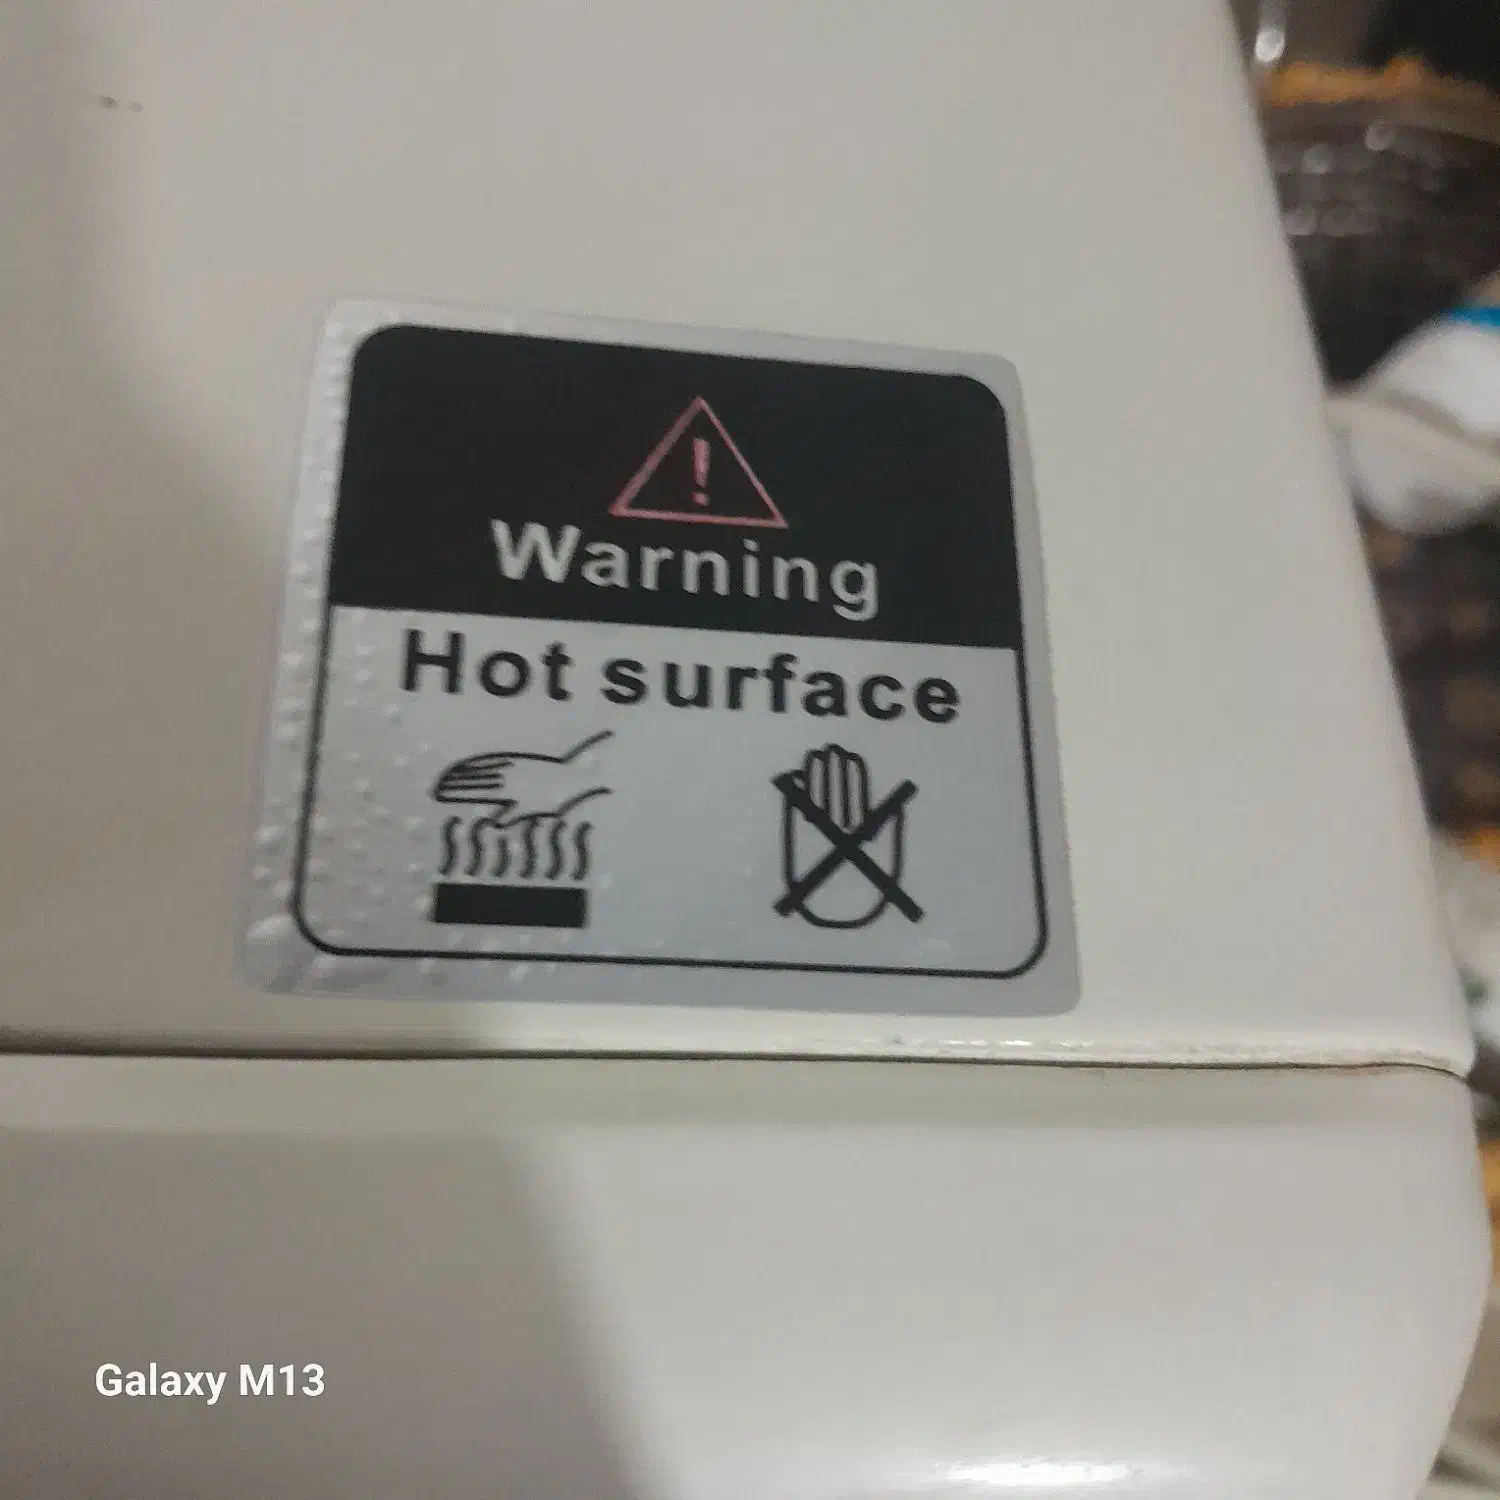 !
Warning
Hot surface
Galaxy M13